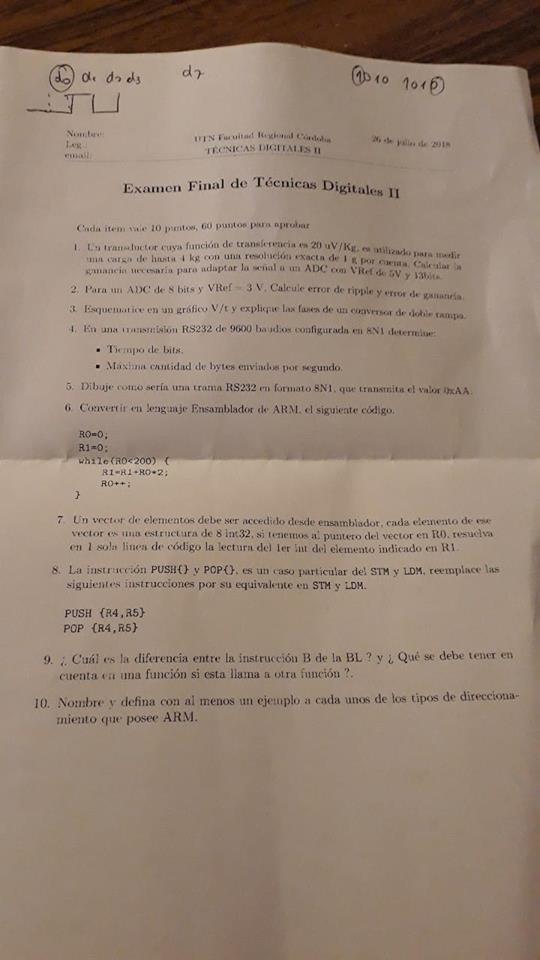 d0 d1 d2 d3 d7 1010 1010
Nombre: UTN Facultad Regional Córdoba 26 de julio de 2018
Leg.: TÉCNICAS DIGITALES II
email:
Examen Final de Técnicas Digitales II
Cada item vale 10 puntos, 60 puntos para aprobar
1. Un transductor cuya función de transferencia es 20 uV/Kg, es utilizado para medir
una carga de hasta 4 kg con una resolución exacta de 1 g por cuenta. Calcular la
ganancia necesaria para adaptar la señal a un ADC con VRef de 5V y 13bits.
2. Para un ADC de 8 bits y VRef = 3 V, Calcule error de ripple y error de ganancia.
3. Esquematice en un gráfico V/t y explique las fases de un conversor de doble rampa.
4. En una transmisión RS232 de 9600 baudios configurada en 8N1 determine:
• Tiempo de bits.
• Máxima cantidad de bytes enviados por segundo.
5. Dibuje como sería una trama RS232 en formato 8N1, que transmita el valor 0xAA.
6. Convertir en lenguaje Ensamblador de ARM, el siguiente código.
R0=0;
R1=0;
while(R0<200) {
R1=R1+R0*2;
R0++;
}
7. Un vector de elementos debe ser accedido desde ensamblador, cada elemento de ese
vector es una estructura de 8 int32, si tenemos al puntero del vector en R0, resuelva
en 1 sola linea de código la lectura del 1er int del elemento indicado en R1.
8. La instrucción PUSH{} y POP{}, es un caso particular del STM y LDM, reemplace las
siguientes instrucciones por su equivalente en STM y LDM.
PUSH {R4,R5}
POP {R4,R5}
9. ¿ Cuál es la diferencia entre la instrucción B de la BL ? y ¿ Qué se debe tener en
cuenta en una función si esta llama a otra función ?.
10. Nombre y defina con al menos un ejemplo a cada unos de los tipos de direcciona-
miento que posee ARM.